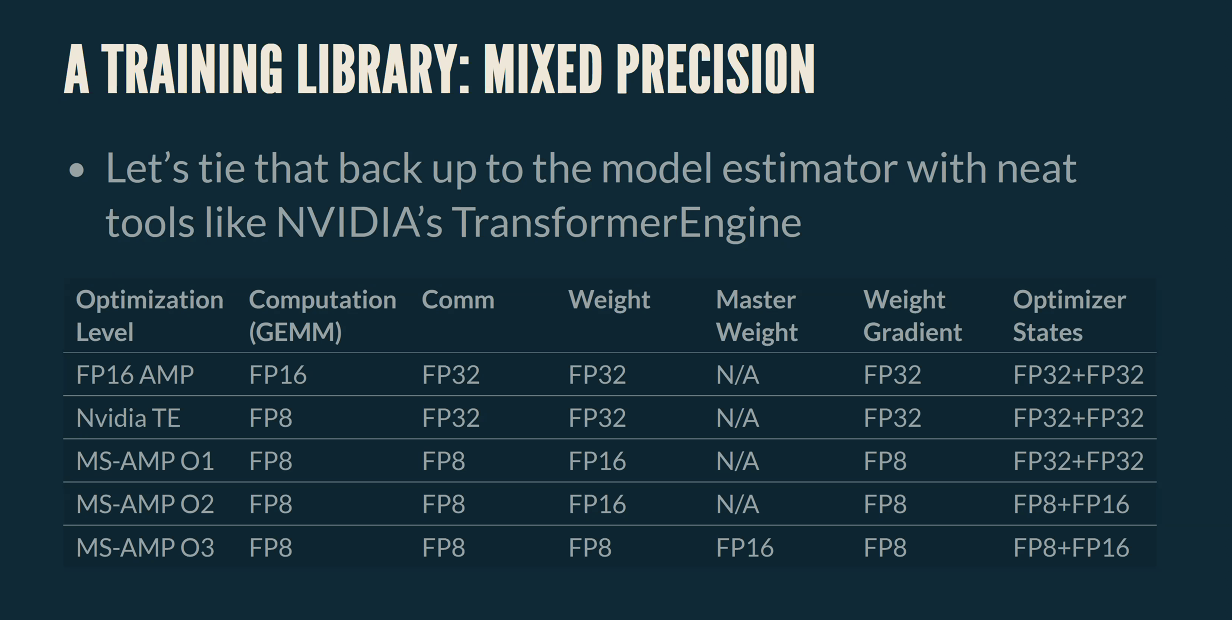 A TRAINING LIBRARY: MIXED PRECISION
• Let’s tie that back up to the model estimator with neat
tools like NVIDIA’s TransformerEngine
Optimization Level Computation (GEMM) Comm Weight Master Weight Weight Gradient Optimizer States
FP16 AMP FP16 FP32 FP32 N/A FP32 FP32+FP32
Nvidia TE FP8 FP32 FP32 N/A FP32 FP32+FP32
MS-AMP O1 FP8 FP8 FP16 N/A FP8 FP32+FP32
MS-AMP O2 FP8 FP8 FP16 N/A FP8 FP8+FP16
MS-AMP O3 FP8 FP8 FP8 FP16 FP8 FP8+FP16